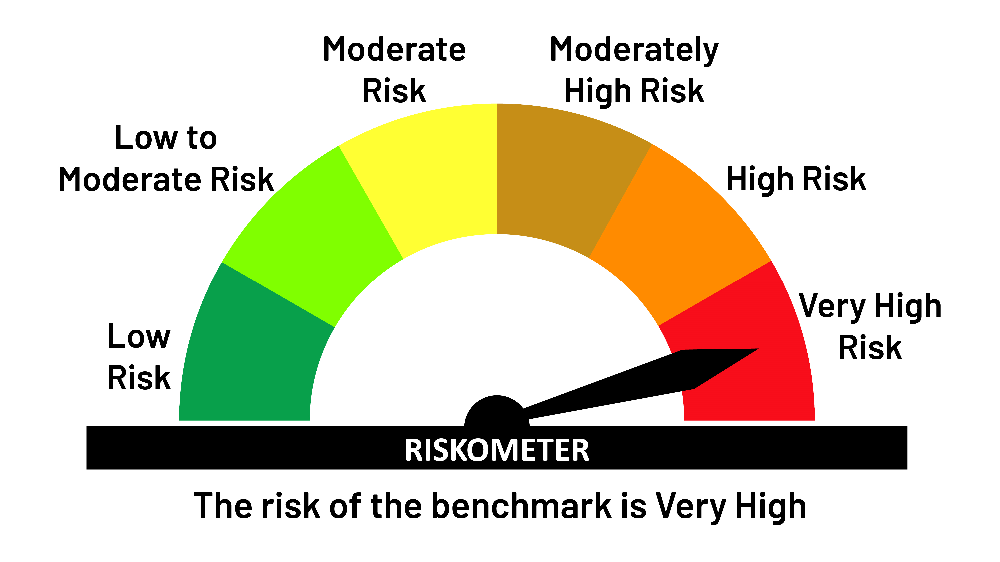 Moderate
Risk
Moderately
High Risk
Low to
Moderate Risk
High Risk
Low
Risk
Very High
Risk
RISKOMETER
The risk of the benchmark is Very High